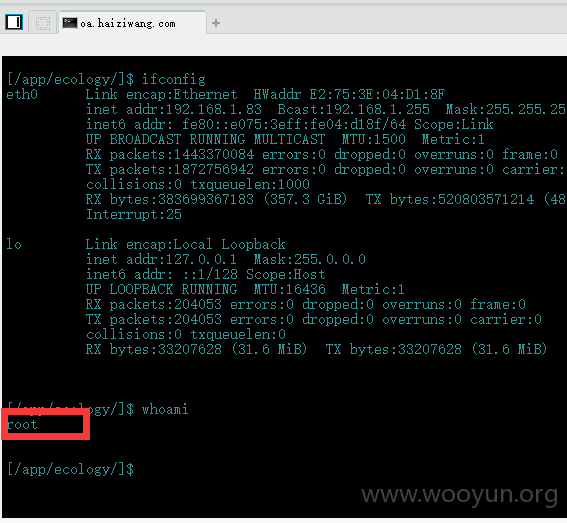 oa.haiziwang.com
[/app/ecology/]$ ifconfig
eth0 Link encap:Ethernet HWaddr E2:75:3E:04:D1:8F
inet addr:192.168.1.83 Bcast:192.168.1.255 Mask:255.255.25
inet6 addr: fe80::e075:3eff:fe04:d18f/64 Scope:Link
UP BROADCAST RUNNING MULTICAST MTU:1500 Metric:1
RX packets:1443370084 errors:0 dropped:0 overruns:0 frame:0
TX packets:1872756942 errors:0 dropped:0 overruns:0 carrier:
collisions:0 txqueuelen:1000
RX bytes:383699367183 (357.3 GiB) TX bytes:520803571214 (48
Interrupt:25
lo Link encap:Local Loopback
inet addr:127.0.0.1 Mask:255.0.0.0
inet6 addr: ::1/128 Scope:Host
UP LOOPBACK RUNNING MTU:16436 Metric:1
RX packets:204053 errors:0 dropped:0 overruns:0 frame:0
TX packets:204053 errors:0 dropped:0 overruns:0 carrier:0
collisions:0 txqueuelen:0
RX bytes:33207628 (31.6 MiB) TX bytes:33207628 (31.6 MiB)
[/app/ecology/]$ whoami
root
[/app/ecology/]$
www.wooyun.org